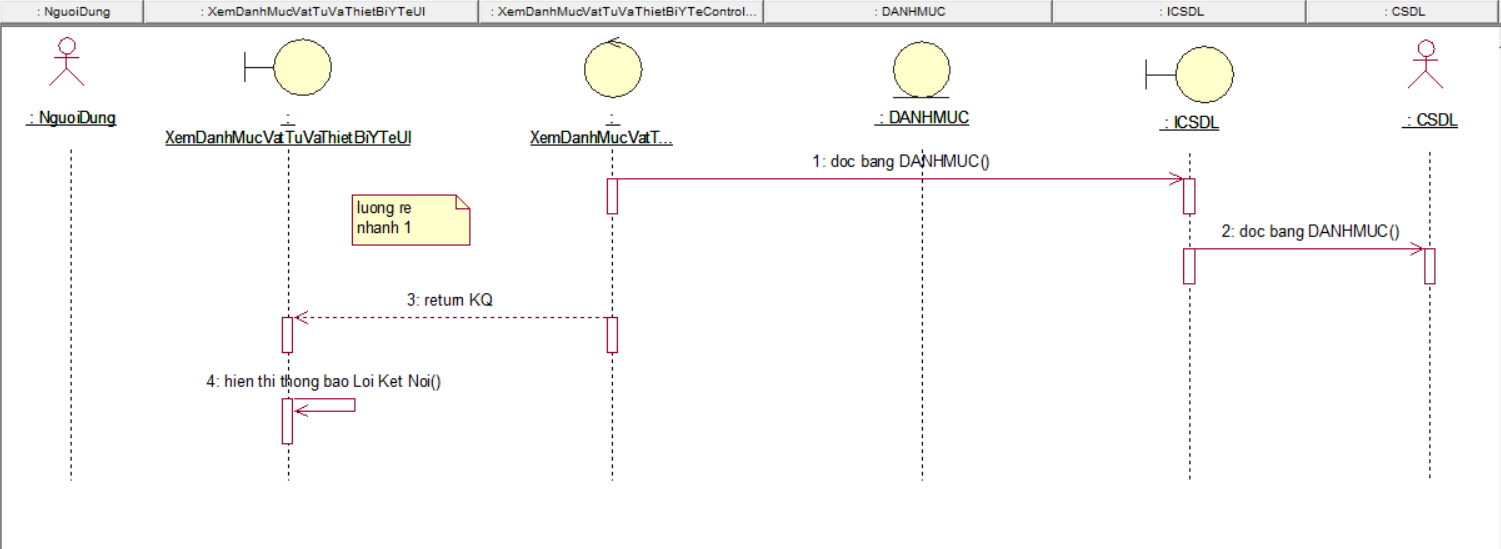 : NguoiDung
: XemDanhMucVatTuVaThietBiYTeUI
: XemDanhMucVatTuVaThietBiYTeControl...
: DANHMUC
: ICSDL
: CSDL
: NguoiDung
:
XemDanhMucVatTuVaThietBiYTeUI
:
XemDanhMucVatT...
: DANHMUC
: ICSDL
: CSDL
1: doc bang DANHMUC()
luong re
nhanh 1
2: doc bang DANHMUC()
3: return KQ
4: hien thi thong bao Loi Ket Noi()